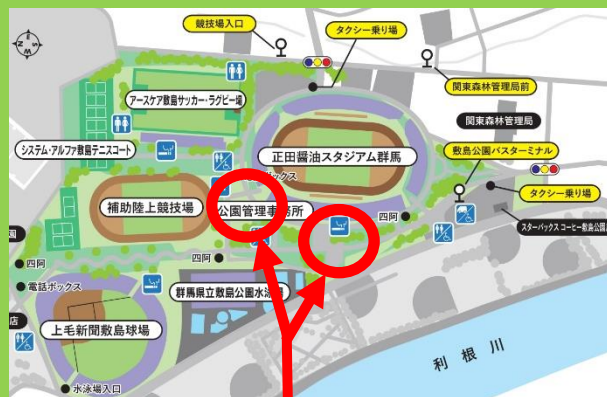 競技場入口
タクシー乗り場
関東森林管理局前
アースケア敷島サッカー・ラグビー場
関東森林管理局
システム・アルファ敷島テニスコート
正田醤油スタジアム群馬
敷島公園バスターミナル
ボックス
タクシー乗り場
補助陸上競技場
公園管理事務所
四阿
スターバックス コーヒー敷島公園
園
四阿
四阿
電話ボックス
群馬県立敷島公園水泳場
店
上毛新聞敷島球場
利根川
水泳場入口
N
S
W